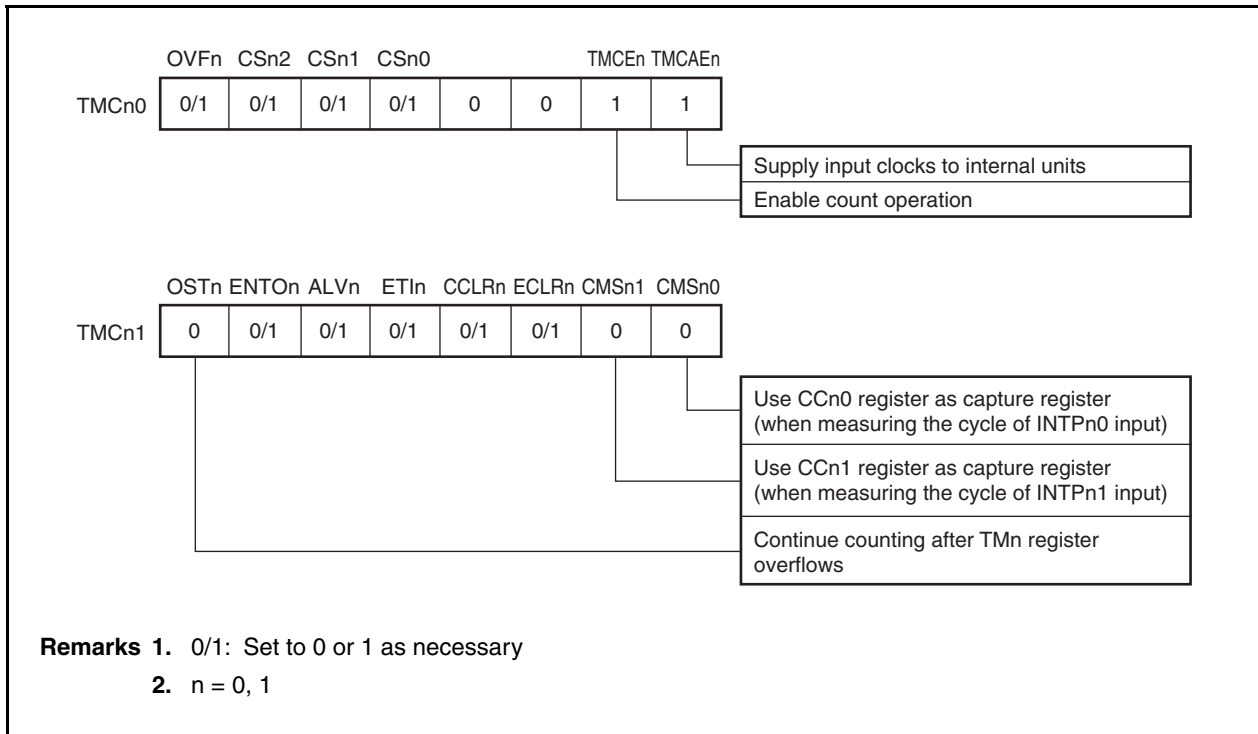 OVFn CSn2 CSn1 CSn0 TMCEn TMCAEn
TMCn0 0/1 0/1 0/1 0/1 0 0 1 1
Supply input clocks to internal units
Enable count operation
OSTn ENTOn ALVn ETIn CCLRn ECLRn CMSn1 CMSn0
TMCn1 0 0/1 0/1 0/1 0/1 0/1 0 0
Use CCn0 register as capture register
(when measuring the cycle of INTPn0 input)
Use CCn1 register as capture register
(when measuring the cycle of INTPn1 input)
Continue counting after TMn register
overflows
Remarks 1. 0/1: Set to 0 or 1 as necessary
2. n = 0, 1